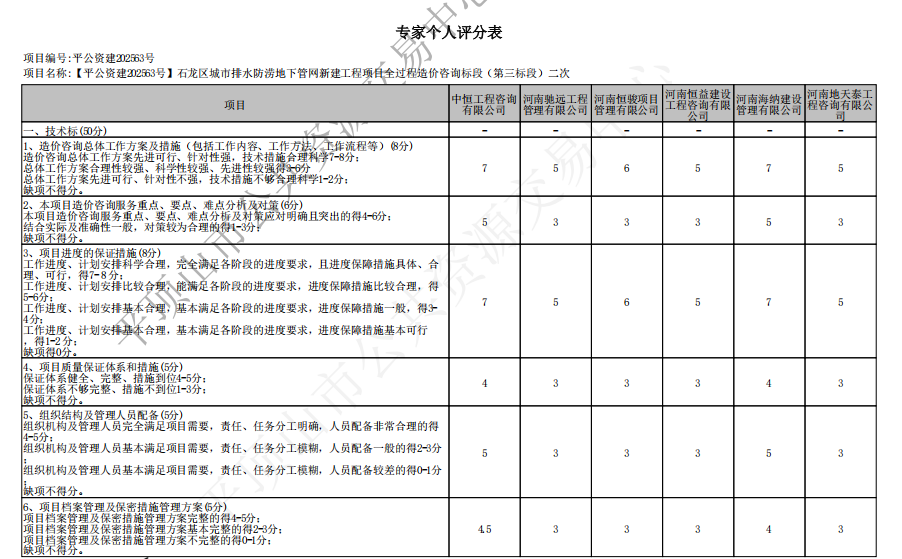 专家个人评分表
项目编号:平公资建202563号
项目名称:【平公资建202563号】石龙区城市排水防涝地下管网新建工程项目全过程造价咨询标段（第三标段）二次
项目
中恒工程咨询有限公司
河南驰远工程管理有限公司
河南恒骏项目管理有限公司
河南恒益建设工程咨询有限公司
河南海纳建设管理有限公司
河南地天泰工程咨询有限公司
一、技术标(50分)
- - - - - -
1、造价咨询总体工作方案及措施（包括工作内容、工作方法、工作流程等）(8分)
造价咨询总体工作方案先进可行、针对性强，技术措施合理科学7-8分；
总体工作方案合理性较强、科学性较强、先进性较强得3-6分
总体工作方案先进可行、针对性不强，技术措施不够合理科学1-2分；
缺项不得分。
7 5 6 5 7 5
2、本项目造价咨询服务重点、要点、难点分析及对策(6分)
本项目造价咨询服务重点、要点、难点分析及对策应对明确且突出的得4-6分；
结合实际及准确性一般，对策较为合理的得1-3分；
缺项不得分。
5 3 3 3 5 3
3、项目进度的保证措施(8分)
工作进度、计划安排科学合理，完全满足各阶段的进度要求，且进度保障措施具体、合
理、可行，得7-8分；
工作进度、计划安排比较合理，能满足各阶段的进度要求，进度保障措施比较合理，得
5-6分；
工作进度、计划安排基本合理，基本满足各阶段的进度要求，进度保障措施一般，得3-
4分；
工作进度、计划安排基本合理，基本满足各阶段的进度要求，进度保障措施基本可行
，得1-2分；
缺项得0分。
7 5 6 5 7 5
4、项目质量保证体系和措施(5分)
保证体系健全、完整、措施到位4-5分；
保证体系不够完整、措施不到位1-3分；
缺项不得分。
4 3 3 3 4 3
5、组织结构及管理人员配备(5分)
组织机构及管理人员完全满足项目需要，责任、任务分工明确，人员配备非常合理的得
4-5分；
组织机构及管理人员基本满足项目需要，责任、任务分工模糊，人员配备一般的得2-3分
；
组织机构及管理人员基本满足项目需要，责任、任务分工模糊，人员配备较差的得0-1分
；
缺项不得分。
5 3 3 3 5 3
6、项目档案管理及保密措施管理方案(5分)
项目档案管理及保密措施管理方案完整的得4-5分；
项目档案管理及保密措施管理方案基本完整的得2-3分；
项目档案管理及保密措施管理方案不完整的得0-1分；
缺项不得分。
4.5 3 3 3 4 3
平顶山市公共资源交易中心
平顶山市公共资源交易中心